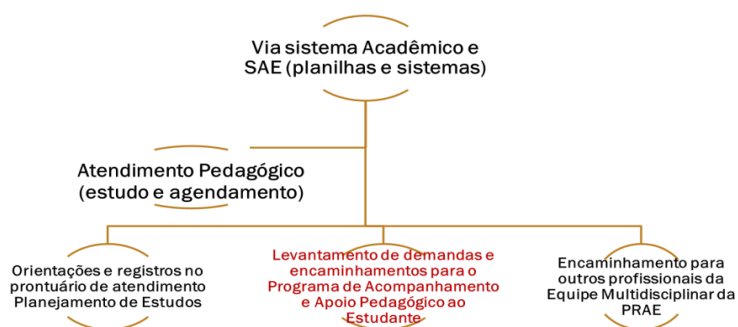 Via sistema Acadêmico e
SAE (planilhas e sistemas)
Atendimento Pedagógico
(estudo e agendamento)
Orientações e registros no
prontuário de atendimento
Planejamento de Estudos
Levantamento de demandas e
encaminhamentos para o
Programa de Acompanhamento
e Apoio Pedagógico ao
Estudante
Encaminhamento para
outros profissionais da
Equipe Multidisciplinar da
PRAE